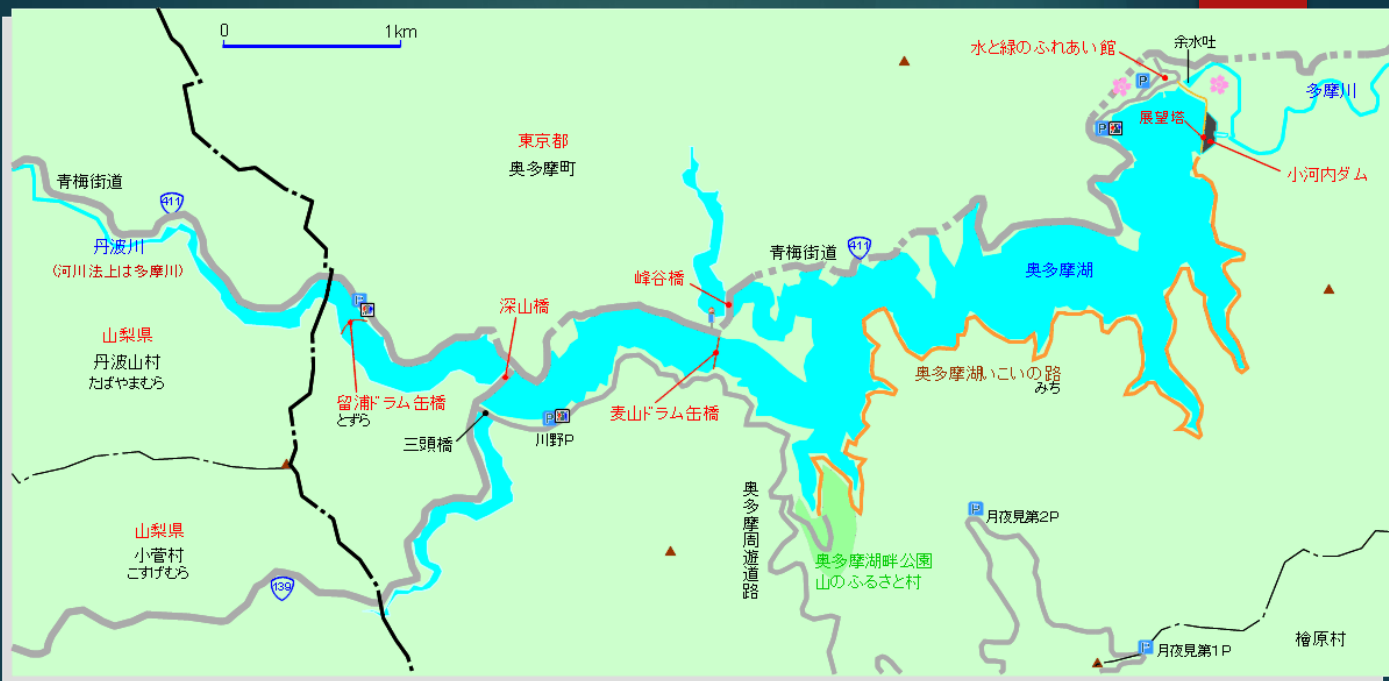 0 1km
水と緑のふれあい館
余水吐
P
多摩川
展望塔
P
小河内ダム
東京都
奥多摩町
青梅街道
411
丹波川
(河川法上は多摩川)
青梅街道
411
奥多摩湖
峰谷橋
深山橋
P
山梨県
丹波山村
たばやまむら
奥多摩湖いこいの路
みち
留浦ドラム缶橋
とずら
麦山ドラム缶橋
三頭橋
P
川野P
奥多摩周遊道路
P
月夜見第2P
山梨県
小菅村
こすげむら
奥多摩湖畔公園
山のふるさと村
139
檜原村
P
月夜見第1P